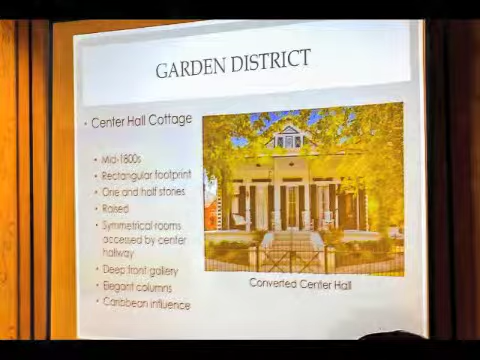 GARDEN DISTRICT
• Center Hall Cottage
• Mid-1800s
• Rectangular footprint
• One and half stories
• Raised
• Symmetrical rooms
accessed by center
hallway
• Deep front gallery
• Elegant columns
• Caribbean influence
Converted Center Hall